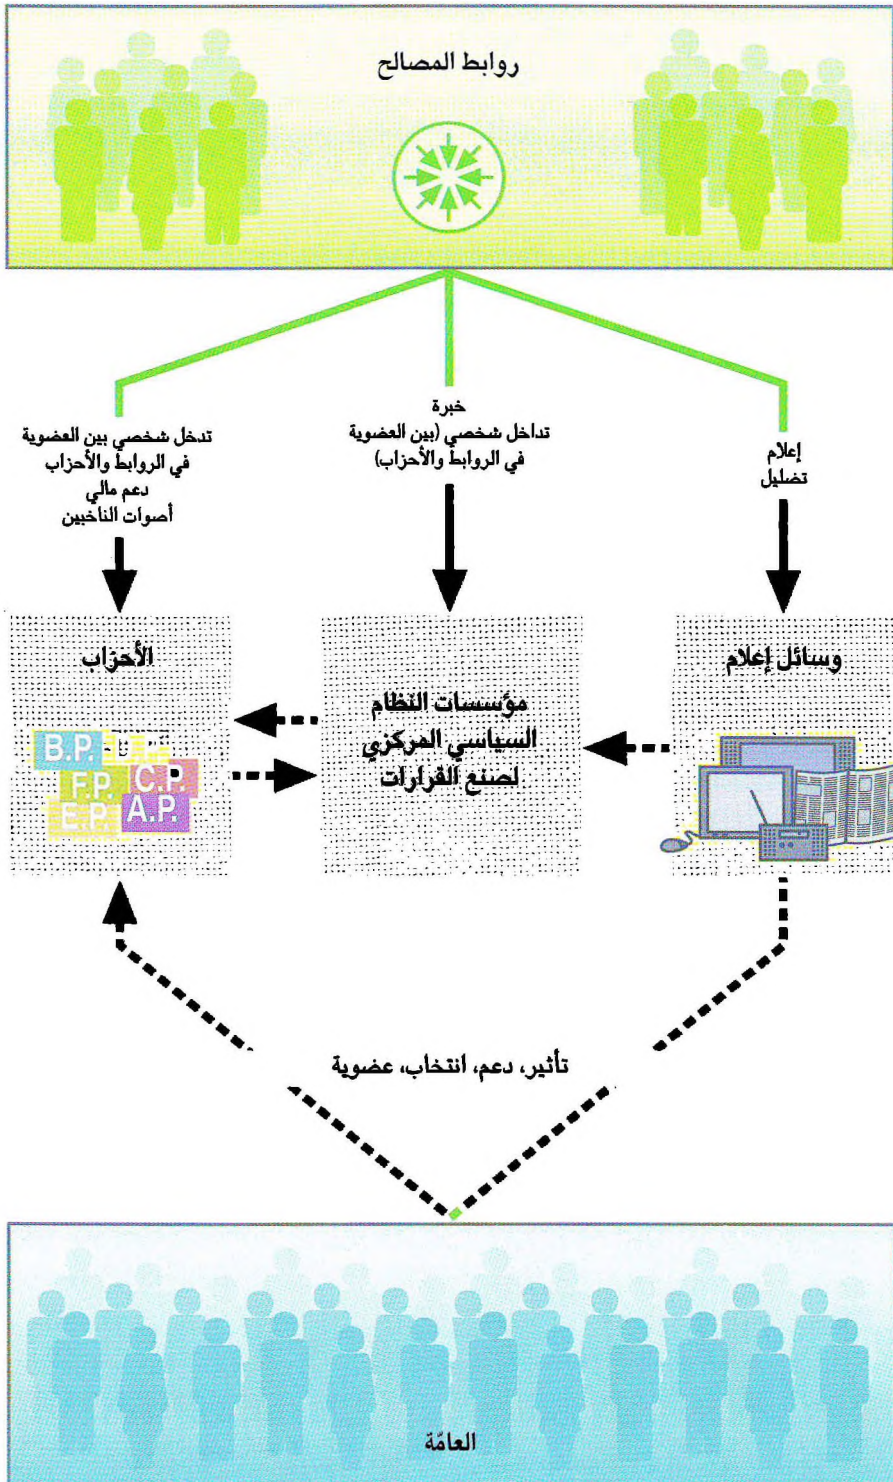 روابط المصالح
إعلام
تضليل
خبرة
تداخل شخصي (بين العضوية
في الروابط والأحزاب)
تدخل شخصي بين العضوية
في الروابط والأحزاب
دعم مالي
أصوات الناخبين
وسائل إعلام
مؤسسات النظام
السياسي المركزي
لصنع القرارات
الأحزاب
B.P.
F.P.
C.P.
E.P.
A.P.
تأثير، دعم، انتخاب، عضوية
العامّة